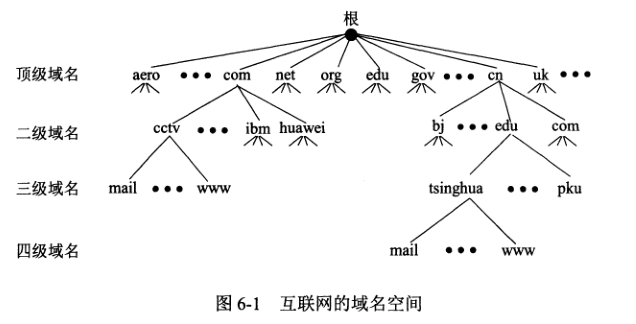 根
顶级域名 aero ••• com net org edu gov ••• cn uk •••
二级域名 cctv ••• ibm huawei bj ••• edu com
三级域名 mail ••• www tsinghua ••• pku
四级域名 mail ••• www
图 6-1 互联网的域名空间